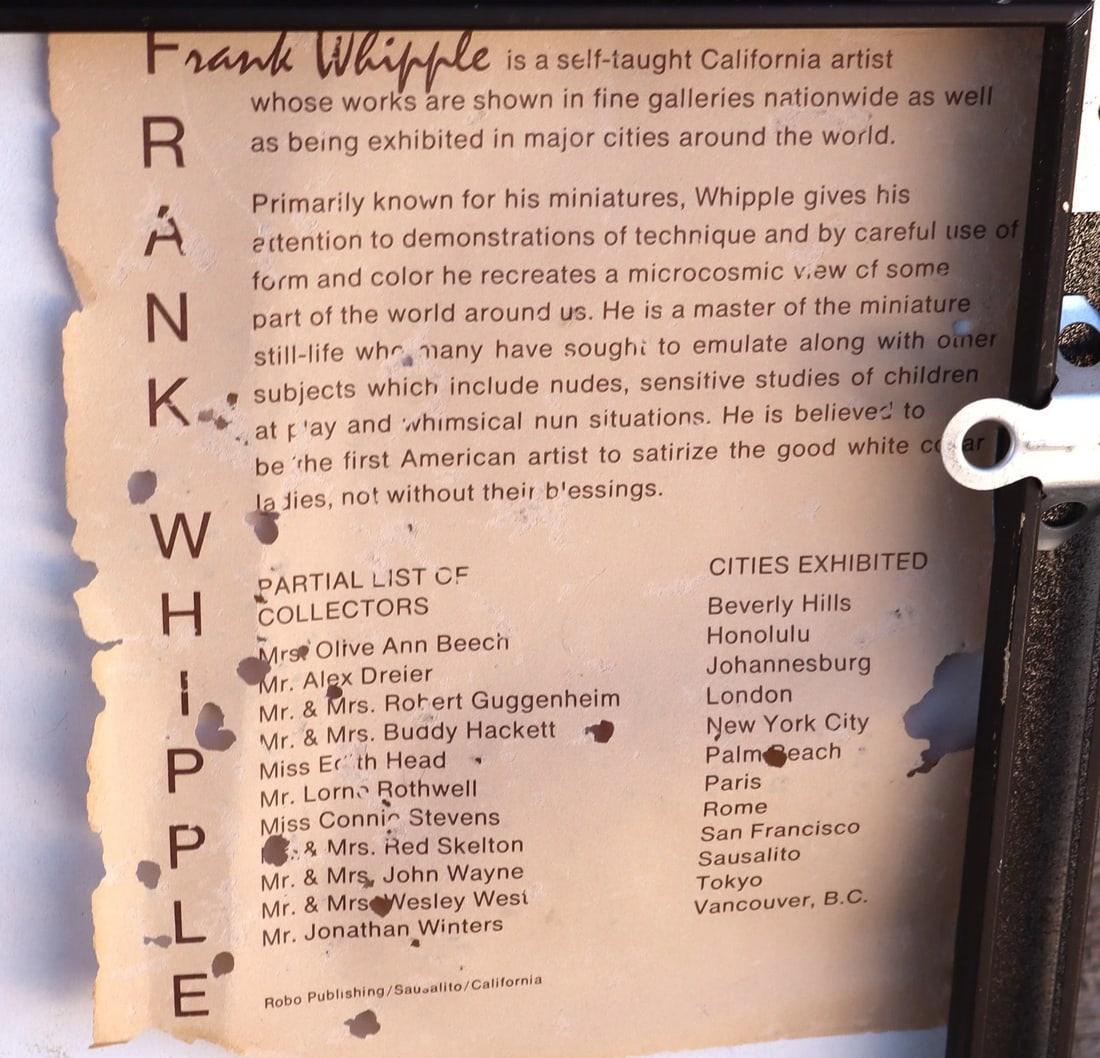 Frank Whipple is a self-taught California artist
whose works are shown in fine galleries nationwide as well
as being exhibited in major cities around the world.
Primarily known for his miniatures, Whipple gives his
attention to demonstrations of technique and by careful use of
form and color he recreates a microcosmic view of some
part of the world around us. He is a master of the miniature
still-life who many have sought to emulate along with other
subjects which include nudes, sensitive studies of children
at play and whimsical nun situations. He is believed to
be the first American artist to satirize the good white collar
ladies, not without their blessings.
FRANK WHIPPLE
PARTIAL LIST OF
COLLECTORS
Mrs. Olive Ann Beech
Mr. Alex Dreier
Mr. & Mrs. Robert Guggenheim
Mr. & Mrs. Buddy Hackett
Miss Edith Head
Mr. Lorne Rothwell
Miss Connie Stevens
& Mrs. Red Skelton
Mr. & Mrs. John Wayne
Mr. & Mrs. Wesley West
Mr. Jonathan Winters
CITIES EXHIBITED
Beverly Hills
Honolulu
Johannesburg
London
New York City
Palm Beach
Paris
Rome
San Francisco
Sausalito
Tokyo
Vancouver, B.C.
Robo Publishing/Sausalito/California